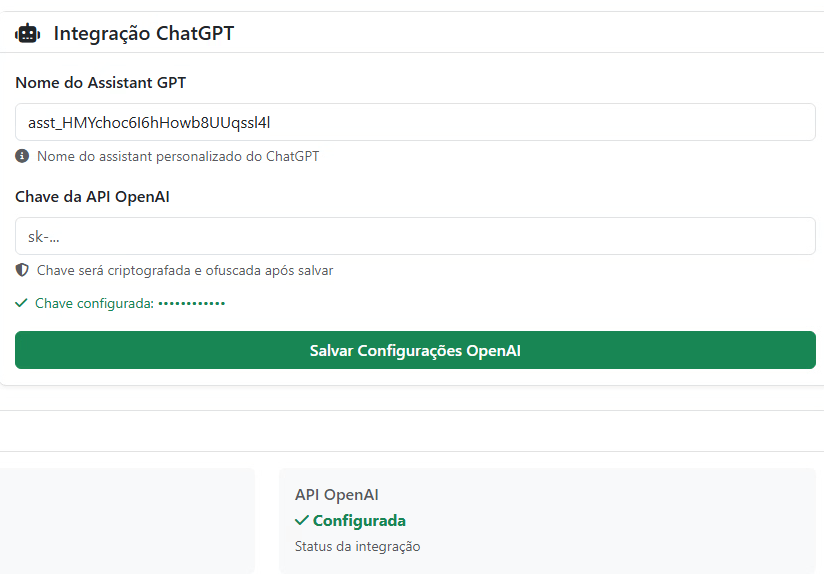 Integração ChatGPT
Nome do Assistant GPT
asst_HMYchoc6I6hHowb8UUqssl4l
Nome do assistant personalizado do ChatGPT
Chave da API OpenAI
sk-...
Chave será criptografada e ofuscada após salvar
Chave configurada: ••••••••••••
Salvar Configurações OpenAI
API OpenAI
Configurada
Status da integração